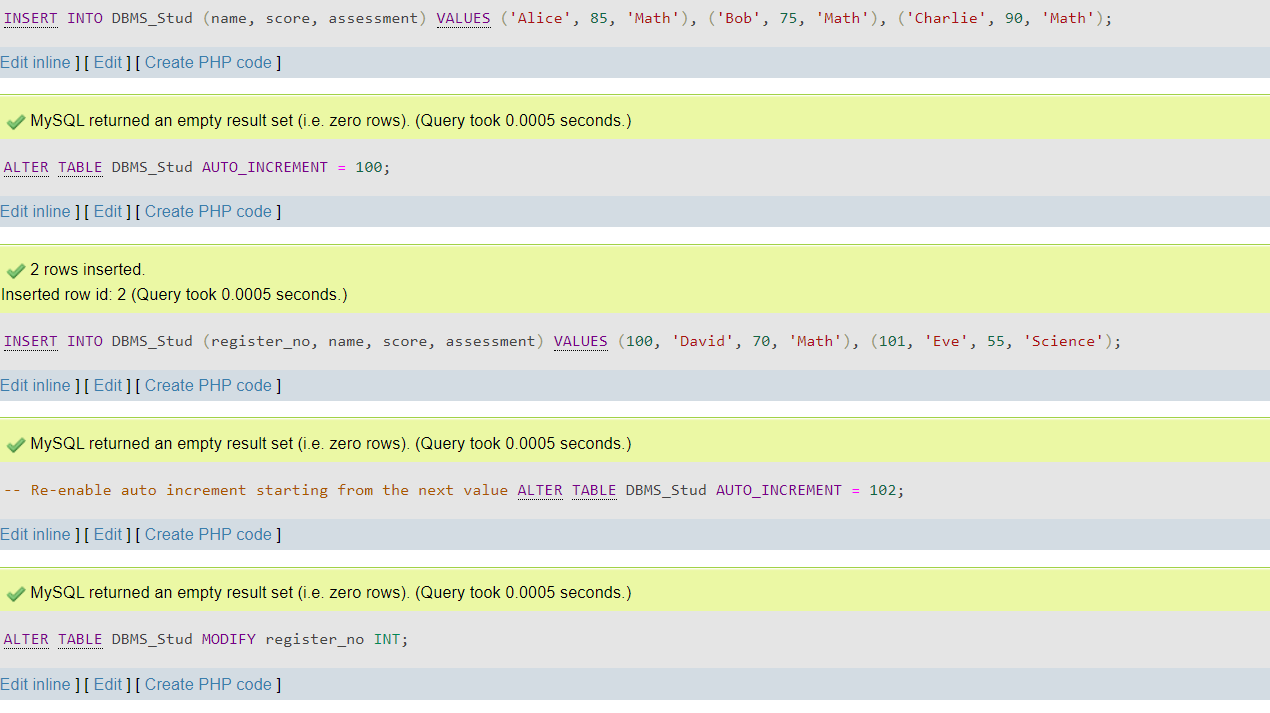 INSERT INTO DBMS_Stud (name, score, assessment) VALUES ('Alice', 85, 'Math'), ('Bob', 75, 'Math'), ('Charlie', 90, 'Math');
Edit inline ] [ Edit ] [ Create PHP code ]
MySQL returned an empty result set (i.e. zero rows). (Query took 0.0005 seconds.)
ALTER TABLE DBMS_Stud AUTO_INCREMENT = 100;
Edit inline ] [ Edit ] [ Create PHP code ]
2 rows inserted.
Inserted row id: 2 (Query took 0.0005 seconds.)
INSERT INTO DBMS_Stud (register_no, name, score, assessment) VALUES (100, 'David', 70, 'Math'), (101, 'Eve', 55, 'Science');
Edit inline ] [ Edit ] [ Create PHP code ]
MySQL returned an empty result set (i.e. zero rows). (Query took 0.0005 seconds.)
-- Re-enable auto increment starting from the next value ALTER TABLE DBMS_Stud AUTO_INCREMENT = 102;
Edit inline ] [ Edit ] [ Create PHP code ]
MySQL returned an empty result set (i.e. zero rows). (Query took 0.0005 seconds.)
ALTER TABLE DBMS_Stud MODIFY register_no INT;
Edit inline ] [ Edit ] [ Create PHP code ]